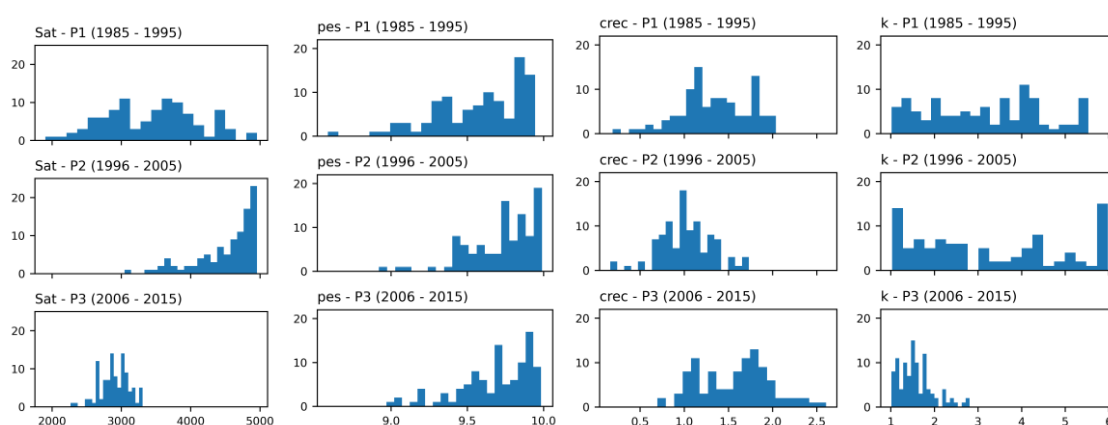 Sat - P1 (1985 - 1995)
pes - P1 (1985 - 1995)
crec - P1 (1985 - 1995)
k - P1 (1985 - 1995)
20
10
0
20
10
0
20
10
0
20
10
0
Sat - P2 (1996 - 2005)
pes - P2 (1996 - 2005)
crec - P2 (1996 - 2005)
k - P2 (1996 - 2005)
20
10
0
20
10
0
20
10
0
20
10
0
Sat - P3 (2006 - 2015)
pes - P3 (2006 - 2015)
crec - P3 (2006 - 2015)
k - P3 (2006 - 2015)
20
10
0
20
10
0
20
10
0
20
10
0
2000 3000 4000 5000
9.0 9.5 10.0
0.5 1.0 1.5 2.0 2.5
1 2 3 4 5 6